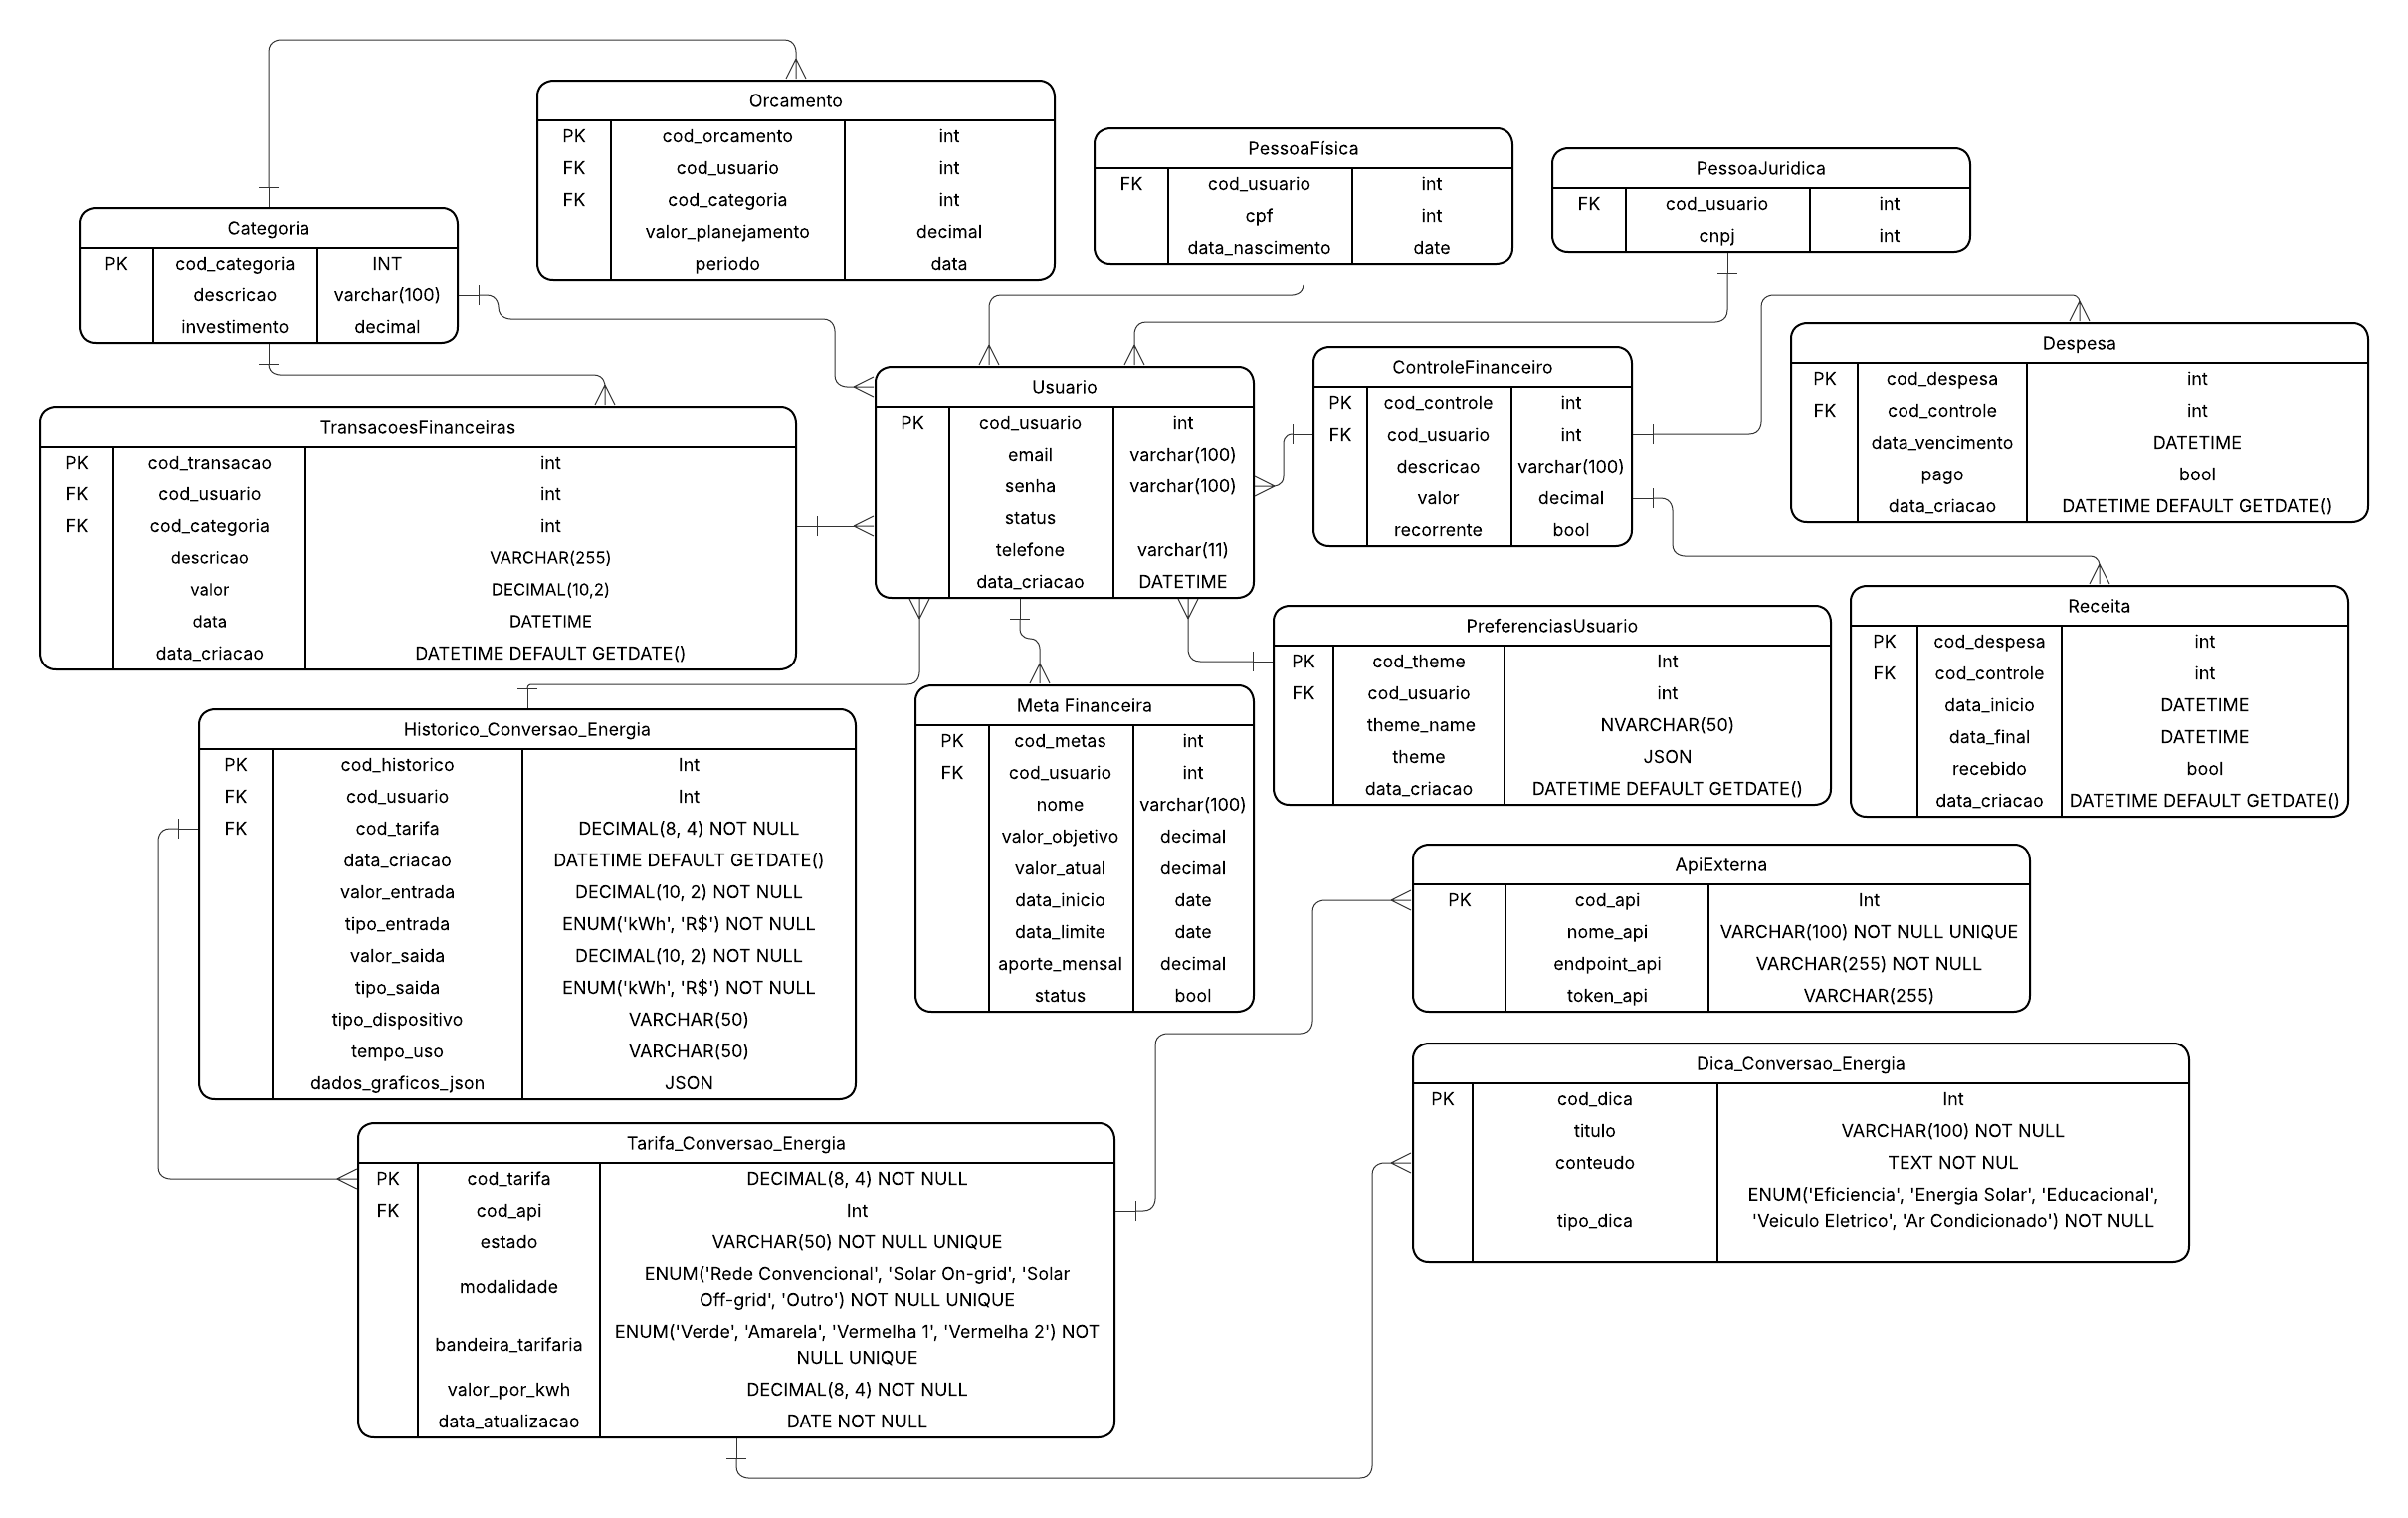 Orcamento
PK cod_orcamento int
FK cod_usuario int
FK cod_categoria int
valor_planejamento decimal
periodo data
PessoaFísica
FK cod_usuario int
cpf int
data_nascimento date
PessoaJuridica
FK cod_usuario int
cnpj int
Categoria
PK cod_categoria INT
descricao varchar(100)
investimento decimal
Despesa
PK cod_despesa int
FK cod_controle int
data_vencimento DATETIME
pago bool
data_criacao DATETIME DEFAULT GETDATE()
ControleFinanceiro
PK cod_controle int
FK cod_usuario int
descricao varchar(100)
valor decimal
recorrente bool
Usuario
PK cod_usuario int
email varchar(100)
senha varchar(100)
status
telefone varchar(11)
data_criacao DATETIME
TransacoesFinanceiras
PK cod_transacao int
FK cod_usuario int
FK cod_categoria int
descricao VARCHAR(255)
valor DECIMAL(10,2)
data DATETIME
data_criacao DATETIME DEFAULT GETDATE()
PreferenciasUsuario
PK cod_theme Int
FK cod_usuario int
theme_name NVARCHAR(50)
theme JSON
data_criacao DATETIME DEFAULT GETDATE()
Receita
PK cod_despesa int
FK cod_controle int
data_inicio DATETIME
data_final DATETIME
recebido bool
data_criacao DATETIME DEFAULT GETDATE()
Historico_Conversao_Energia
PK cod_historico Int
FK cod_usuario Int
FK cod_tarifa DECIMAL(8, 4) NOT NULL
data_criacao DATETIME DEFAULT GETDATE()
valor_entrada DECIMAL(10, 2) NOT NULL
tipo_entrada ENUM('kWh', 'R$') NOT NULL
valor_saida DECIMAL(10, 2) NOT NULL
tipo_saida ENUM('kWh', 'R$') NOT NULL
tipo_dispositivo VARCHAR(50)
tempo_uso VARCHAR(50)
dados_graficos_json JSON
Meta Financeira
PK cod_metas int
FK cod_usuario int
nome varchar(100)
valor_objetivo decimal
valor_atual decimal
data_inicio date
data_limite date
aporte_mensal decimal
status bool
ApiExterna
PK cod_api Int
nome_api VARCHAR(100) NOT NULL UNIQUE
endpoint_api VARCHAR(255) NOT NULL
token_api VARCHAR(255)
Dica_Conversao_Energia
PK cod_dica Int
titulo VARCHAR(100) NOT NULL
conteudo TEXT NOT NUL
tipo_dica ENUM('Eficiencia', 'Energia Solar', 'Educacional',
'Veiculo Eletrico', 'Ar Condicionado') NOT NULL
Tarifa_Conversao_Energia
PK cod_tarifa DECIMAL(8, 4) NOT NULL
FK cod_api Int
estado VARCHAR(50) NOT NULL UNIQUE
modalidade ENUM('Rede Convencional', 'Solar On-grid', 'Solar
Off-grid', 'Outro') NOT NULL UNIQUE
bandeira_tarifaria ENUM('Verde', 'Amarela', 'Vermelha 1', 'Vermelha 2') NOT
NULL UNIQUE
valor_por_kwh DECIMAL(8, 4) NOT NULL
data_atualizacao DATE NOT NULL